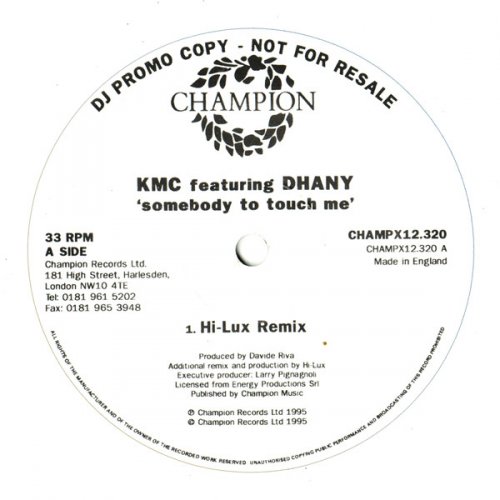 DJ PROMO COPY - NOT FOR RESALE
CHAMPION
KMC featuring DHANY
'somebody to touch me'
33 RPM
A SIDE
Champion Records Ltd.
181 High Street, Harlesden,
London NW10 4TE
Tel: 0181 961 5202
Fax: 0181 965 3948
CHAMPX12.320
CHAMPX12.320 A
Made in England
1. Hi-Lux Remix
Produced by Davide Riva
Additional remix and production by Hi-Lux
Executive producer: Larry Pignagnoli
Licensed from Energy Productions Srl
Published by Champion Music
℗ Champion Records Ltd 1995
© Champion Records Ltd 1995
ALL RIGHTS OF THE MANUFACTURER AND OF THE OWNER OF THE RECORDED WORK RESERVED UNAUTHORISED COPYING PUBLIC PERFORMANCE AND BROADCASTING OF THIS RECORD PROHIBITED